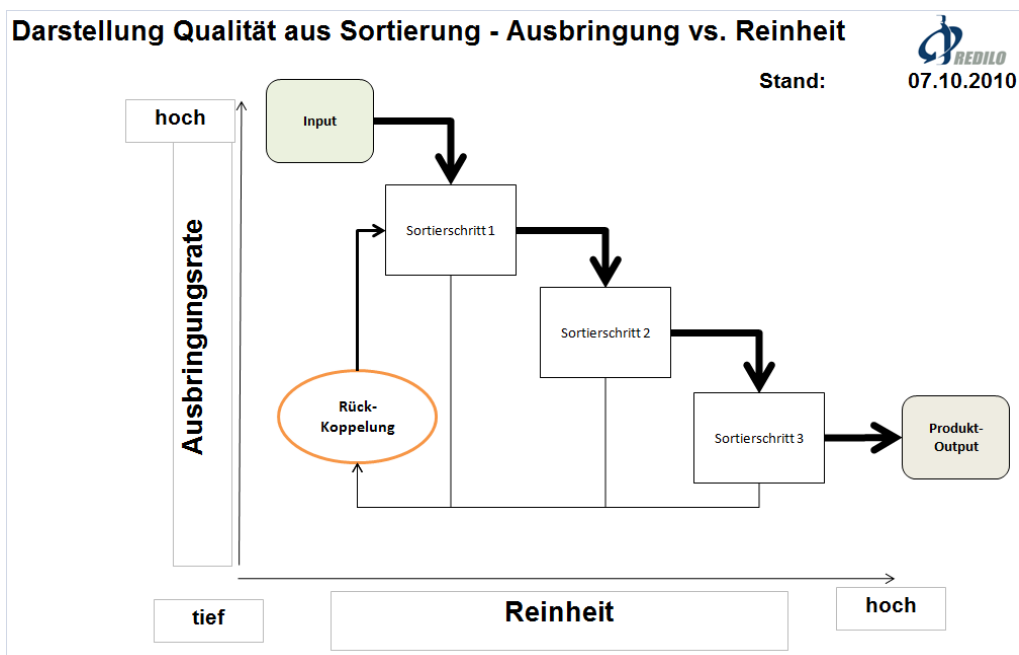 Darstellung Qualität aus Sortierung - Ausbringung vs. Reinheit
REDILO
Stand: 07.10.2010
hoch
Input
Ausbringungsrate
Sortierschritt 1
Sortierschritt 2
Rück-
Koppelung
Sortierschritt 3
Produkt-
Output
tief
Reinheit
hoch